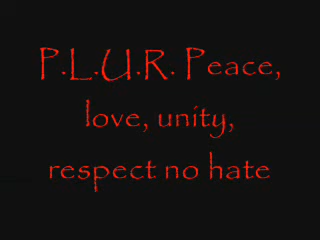 P.L.U.R. Peace,
love, unity,
respect no hate